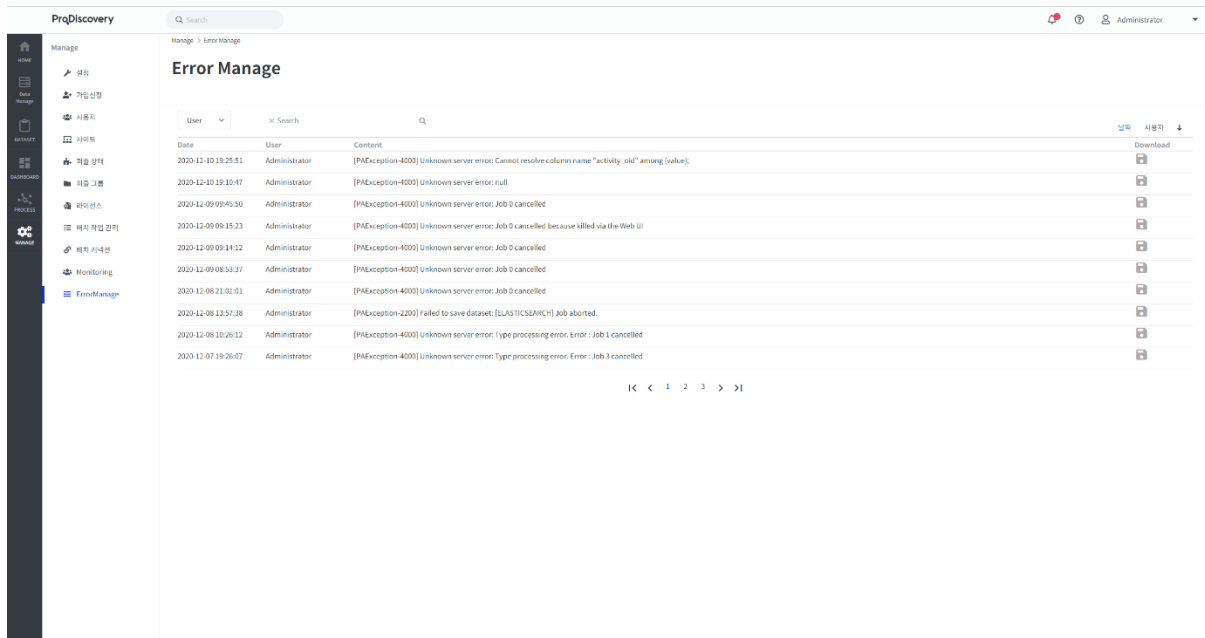 ProDiscovery
Search
Administrator
HOME
Data Manage
DATASET
DASHBOARD
PROCESS
MANAGE
Manage
설정
가입신청
사용자
사이트
퍼즐 상태
퍼즐 그룹
라이선스
배치 작업 관리
배치 커넥션
Monitoring
ErrorManage
Manage > Error Manage
Error Manage
User × Search
날짜 사용자
Date User Content Download
2020-12-10 19:25:51 Administrator [PAException-4000] Unknown server error: Cannot resolve column name "activity_oid" among (value);
2020-12-10 19:10:47 Administrator [PAException-4000] Unknown server error: null
2020-12-09 09:45:50 Administrator [PAException-4000] Unknown server error: Job 0 cancelled
2020-12-09 09:15:23 Administrator [PAException-4000] Unknown server error: Job 0 cancelled because killed via the Web UI
2020-12-09 09:14:12 Administrator [PAException-4000] Unknown server error: Job 0 cancelled
2020-12-09 08:53:37 Administrator [PAException-4000] Unknown server error: Job 0 cancelled
2020-12-08 21:01:01 Administrator [PAException-4000] Unknown server error: Job 0 cancelled
2020-12-08 13:57:38 Administrator [PAException-2200] Failed to save dataset: [ELASTICSEARCH] Job aborted.
2020-12-08 10:26:12 Administrator [PAException-4000] Unknown server error: Type processing error. Error : Job 1 cancelled
2020-12-07 19:26:07 Administrator [PAException-4000] Unknown server error: Type processing error. Error : Job 3 cancelled
1 2 3